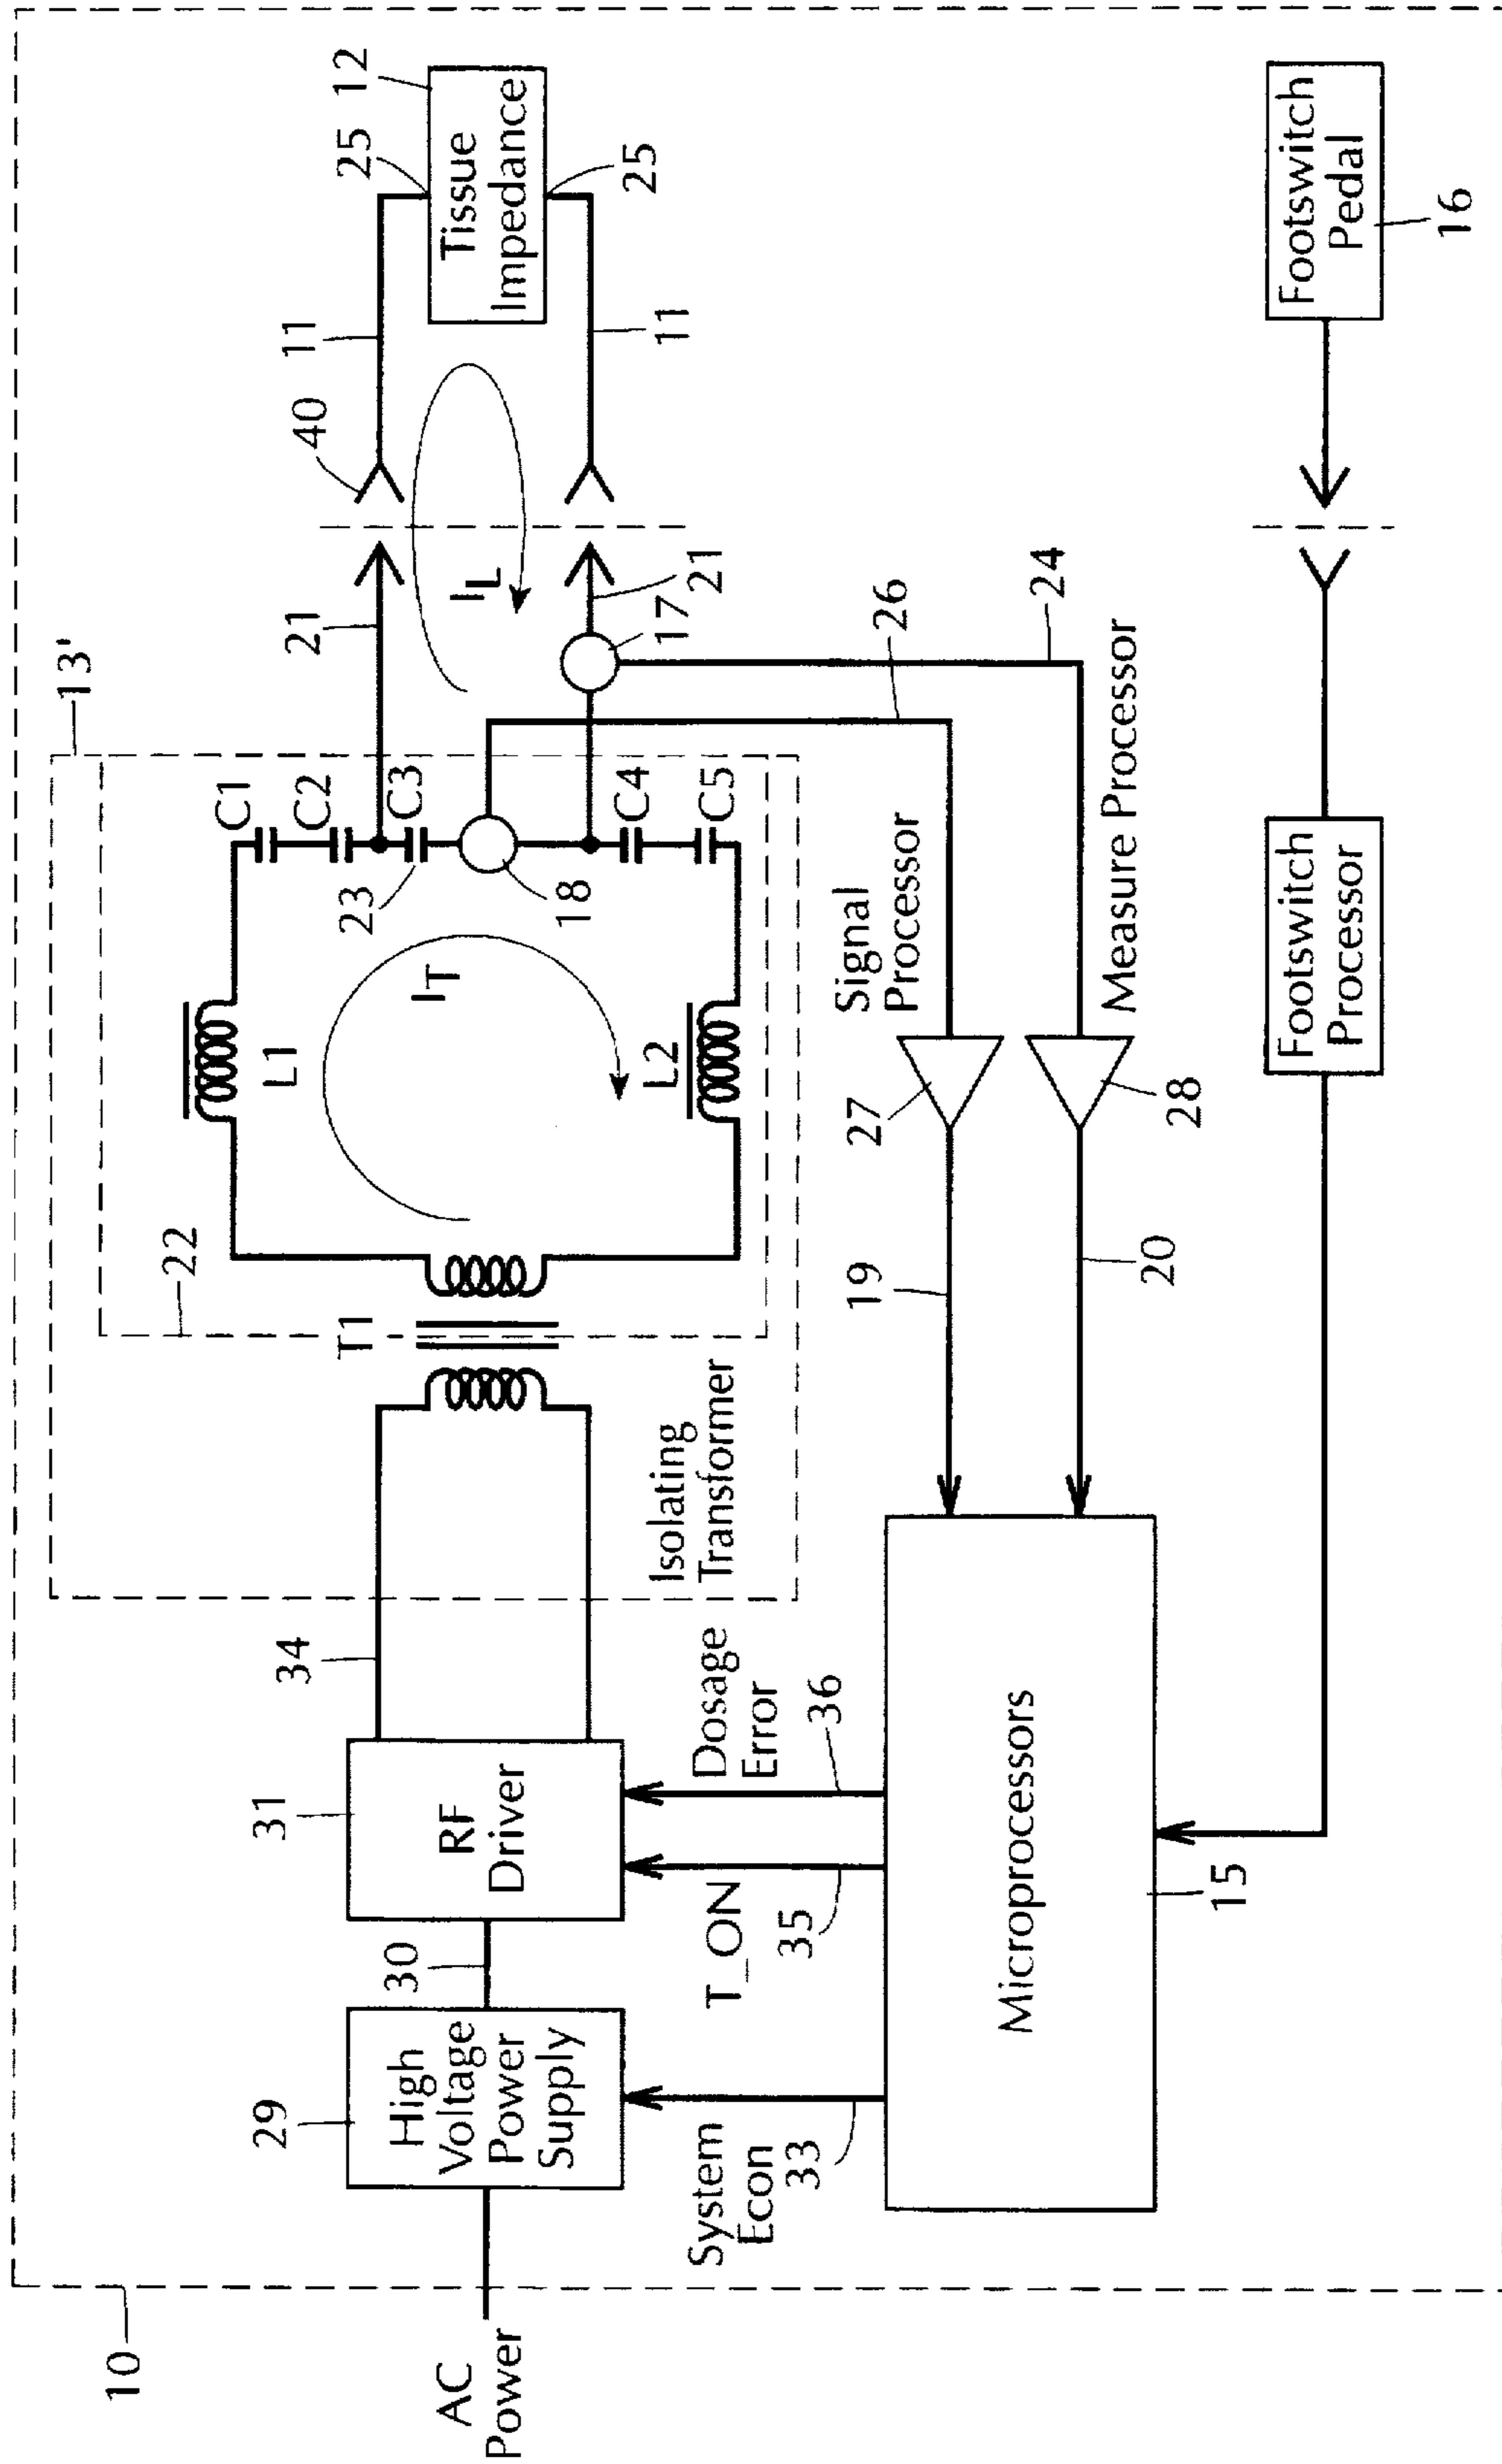 10
AC
Power
29
High
Voltage
Power
Supply
30
31
RF
Driver
34
System
Econ
33
T_ON
35
Dosage
Error
36
Microprocessors
15
Isolating
Transformer
T1
22
13'
L1
L2
IT
C1
C2
C3
C4
C5
23
18
21
21
17
IL
40
11
11
25
25
12
Tissue
Impedance
26
24
Signal
Processor
Measure Processor
27
28
19
20
Footswitch
Processor
Footswitch
Pedal
16